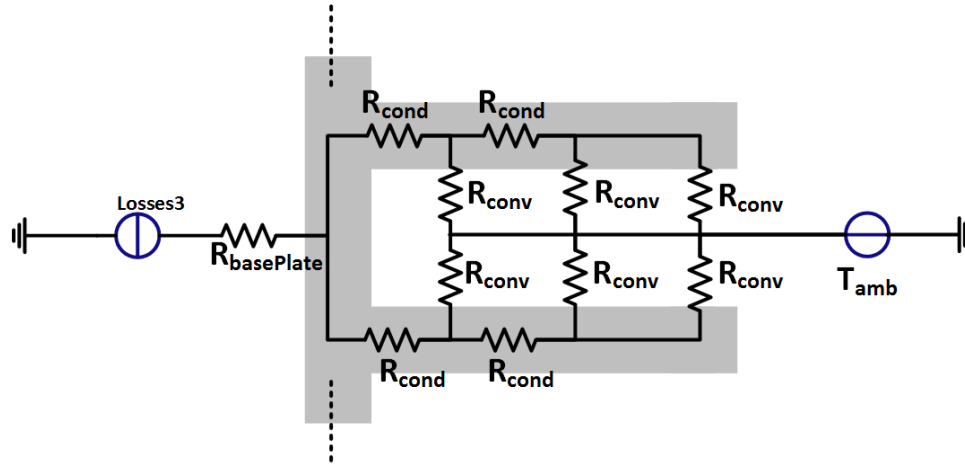 Rcond Rcond
Losses3
Rconv Rconv Rconv
RbasePlate
Rconv Rconv Rconv
Tamb
Rcond Rcond